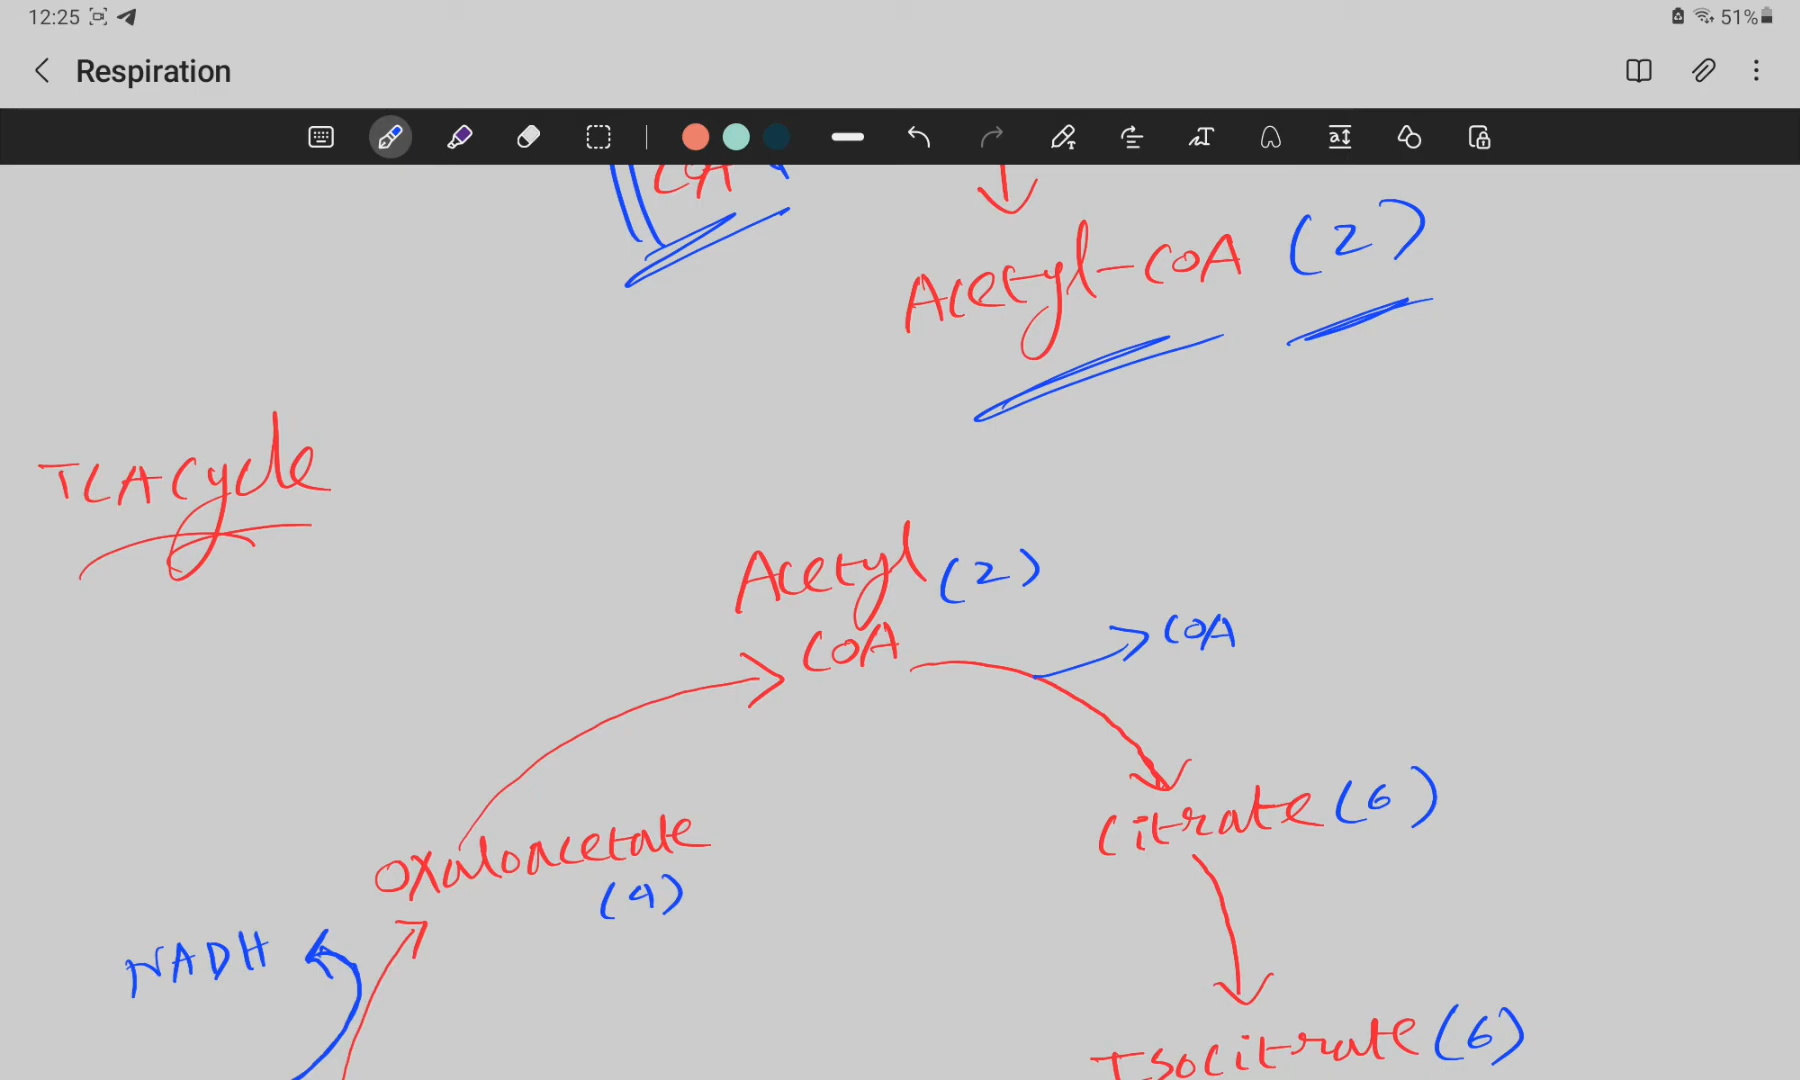 12:25 51%
Respiration
COA
Acetyl-COA (2)
TCA Cycle
Acetyl (2)
COA
COA
Citrate (6)
Oxaloacetate
(4)
NADH
Isocitrate (6)